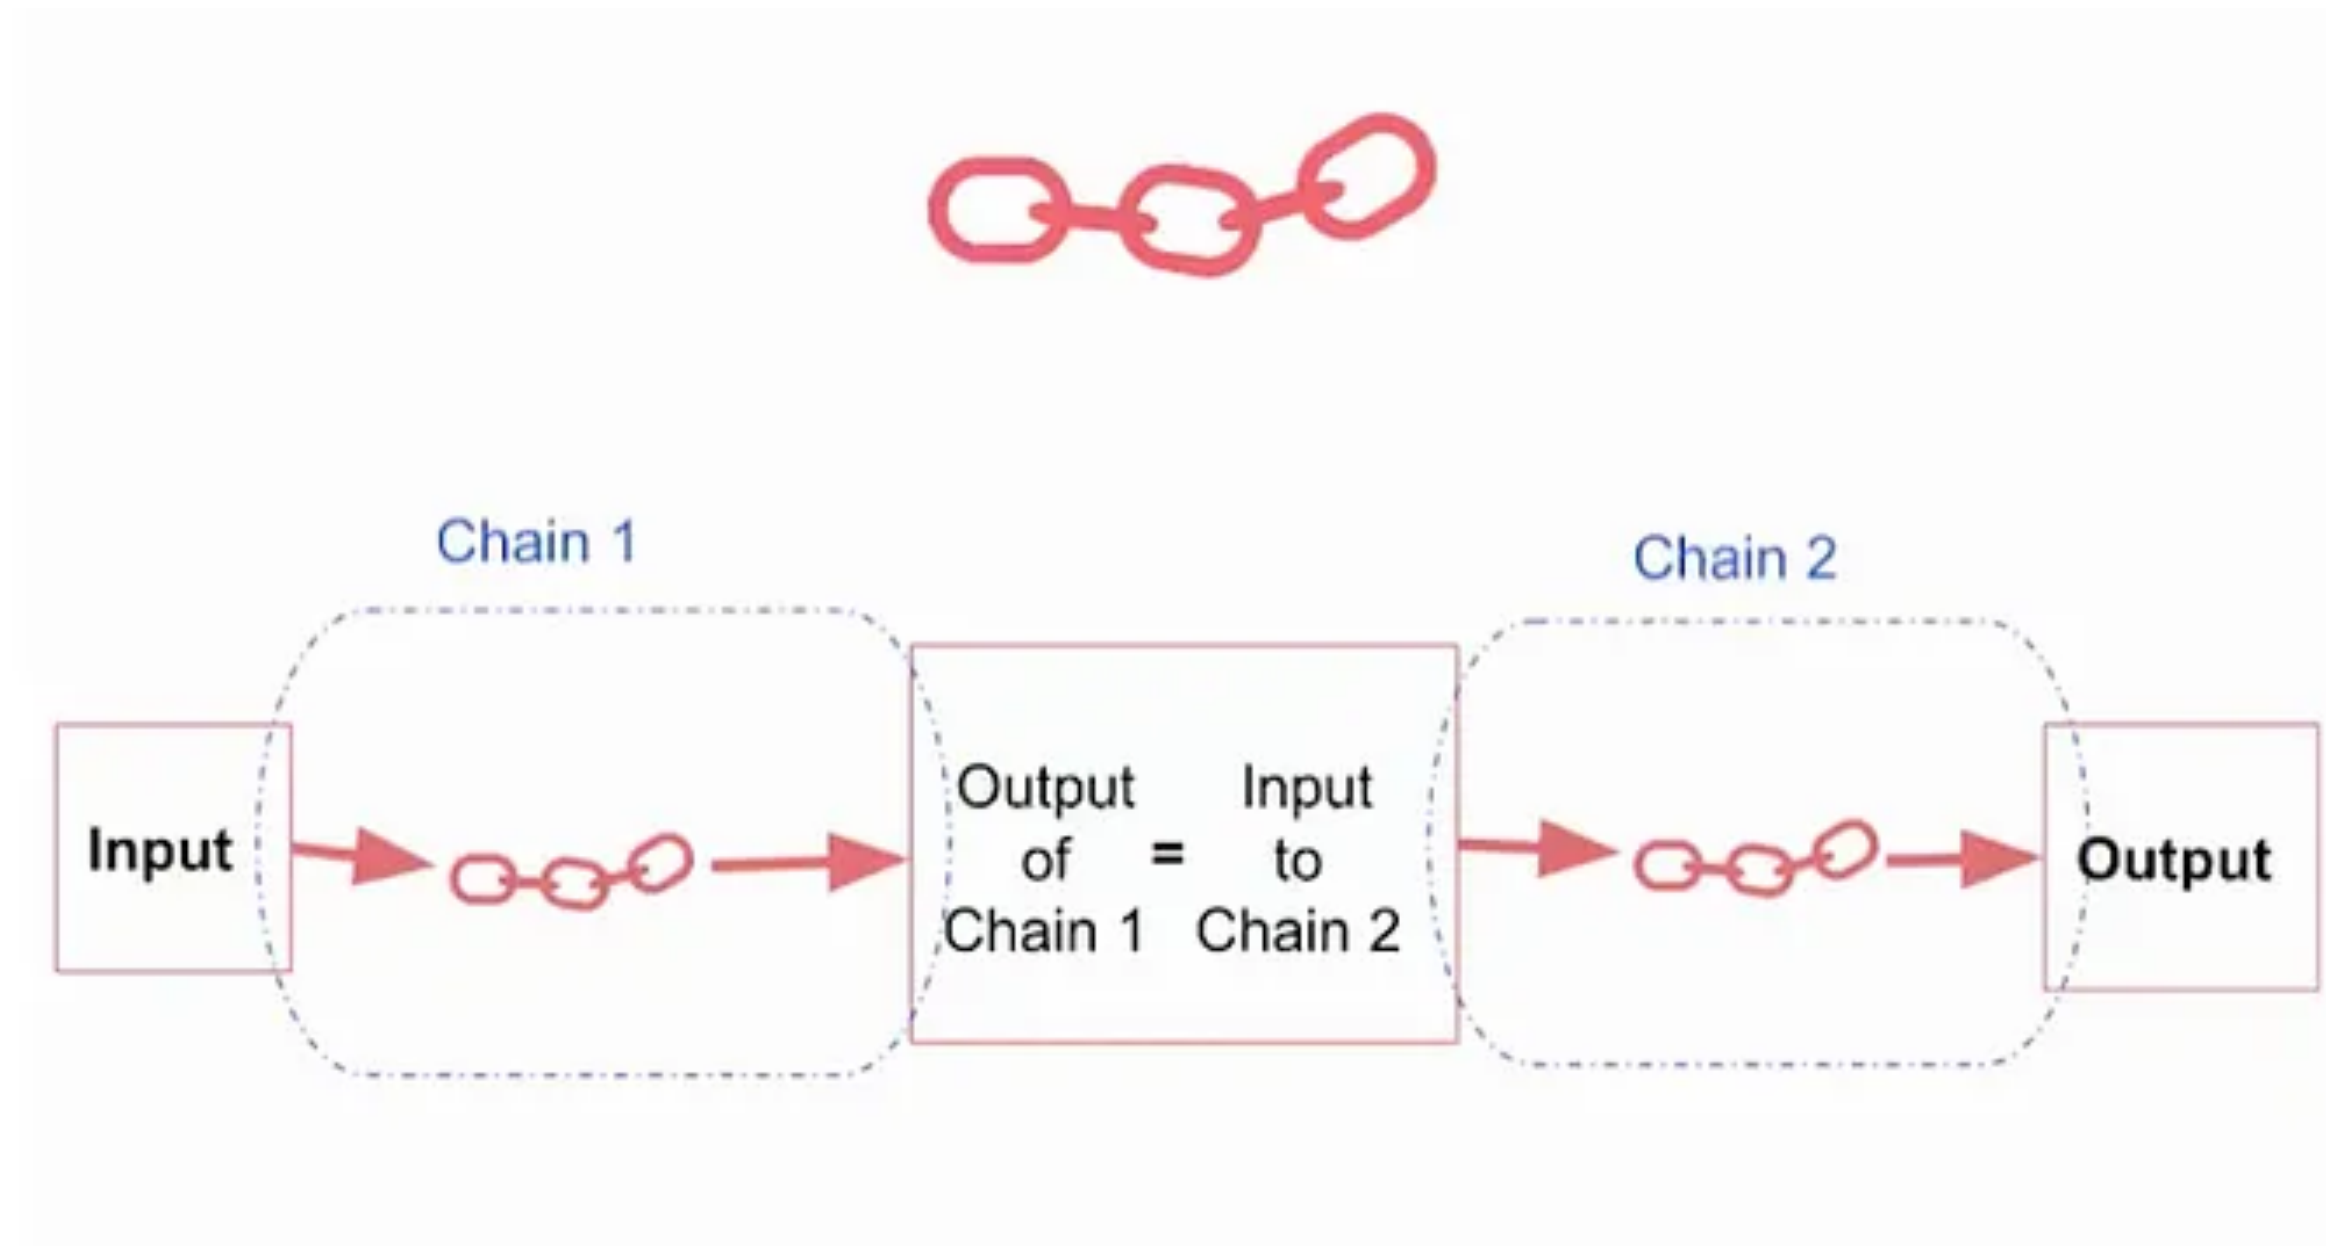 Chain 1
Chain 2
Input
Output
of
Chain 1
=
Input
to
Chain 2
Output